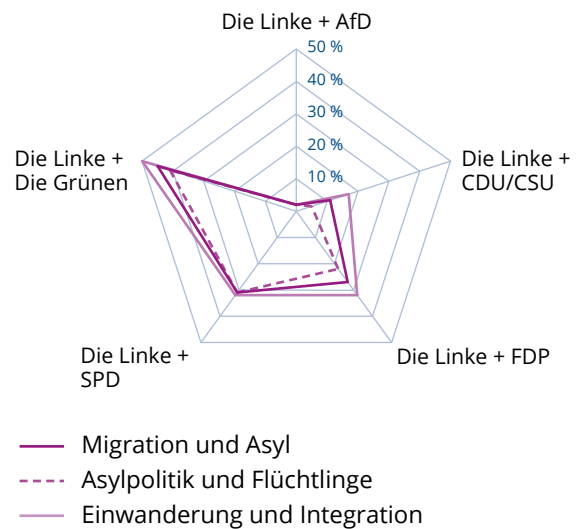 Die Linke + AfD
50 %
40 %
30 %
20 %
10 %
Die Linke +
Die Grünen
Die Linke +
CDU/CSU
Die Linke +
SPD
Die Linke + FDP
Migration und Asyl
Asylpolitik und Flüchtlinge
Einwanderung und Integration